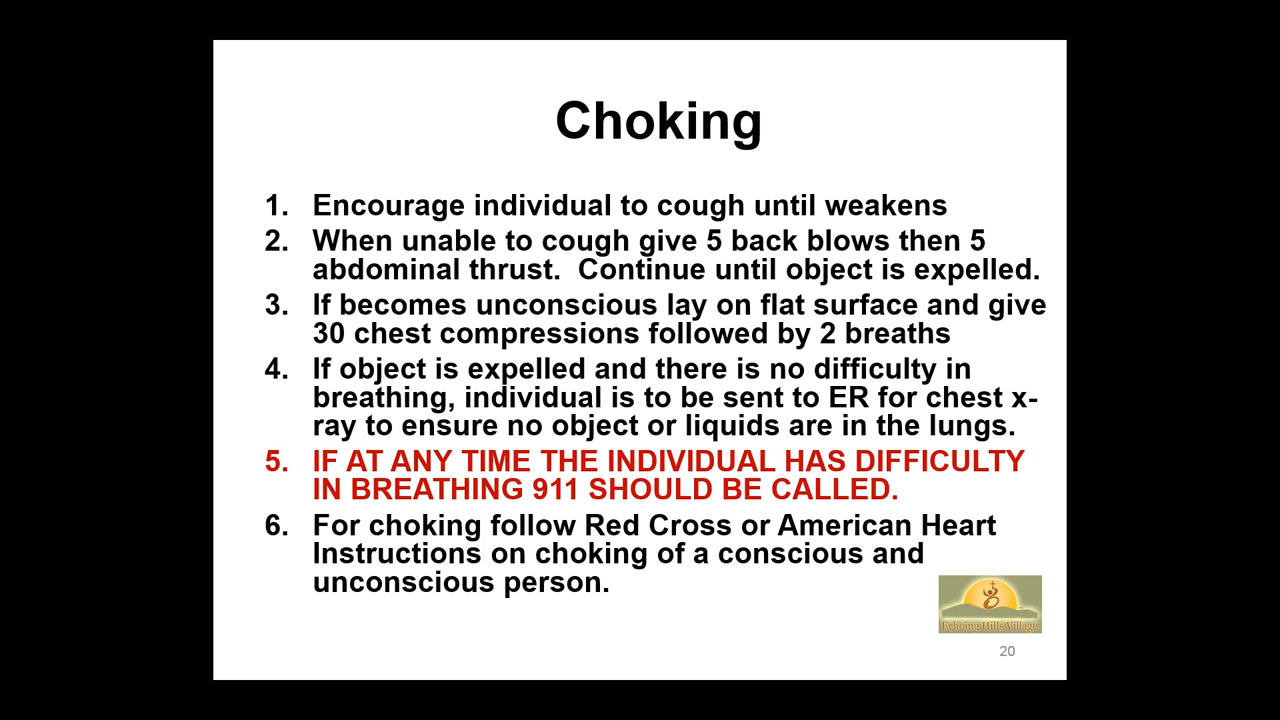 Choking
1. Encourage individual to cough until weakens
2. When unable to cough give 5 back blows then 5
abdominal thrust.  Continue until object is expelled.
3. If becomes unconscious lay on flat surface and give
30 chest compressions followed by 2 breaths
4. If object is expelled and there is no difficulty in
breathing, individual is to be sent to ER for chest x-
ray to ensure no object or liquids are in the lungs.
5. IF AT ANY TIME THE INDIVIDUAL HAS DIFFICULTY
IN BREATHING 911 SHOULD BE CALLED.
6. For choking follow Red Cross or American Heart
Instructions on choking of a conscious and
unconscious person.
Echoing Hills Village
20